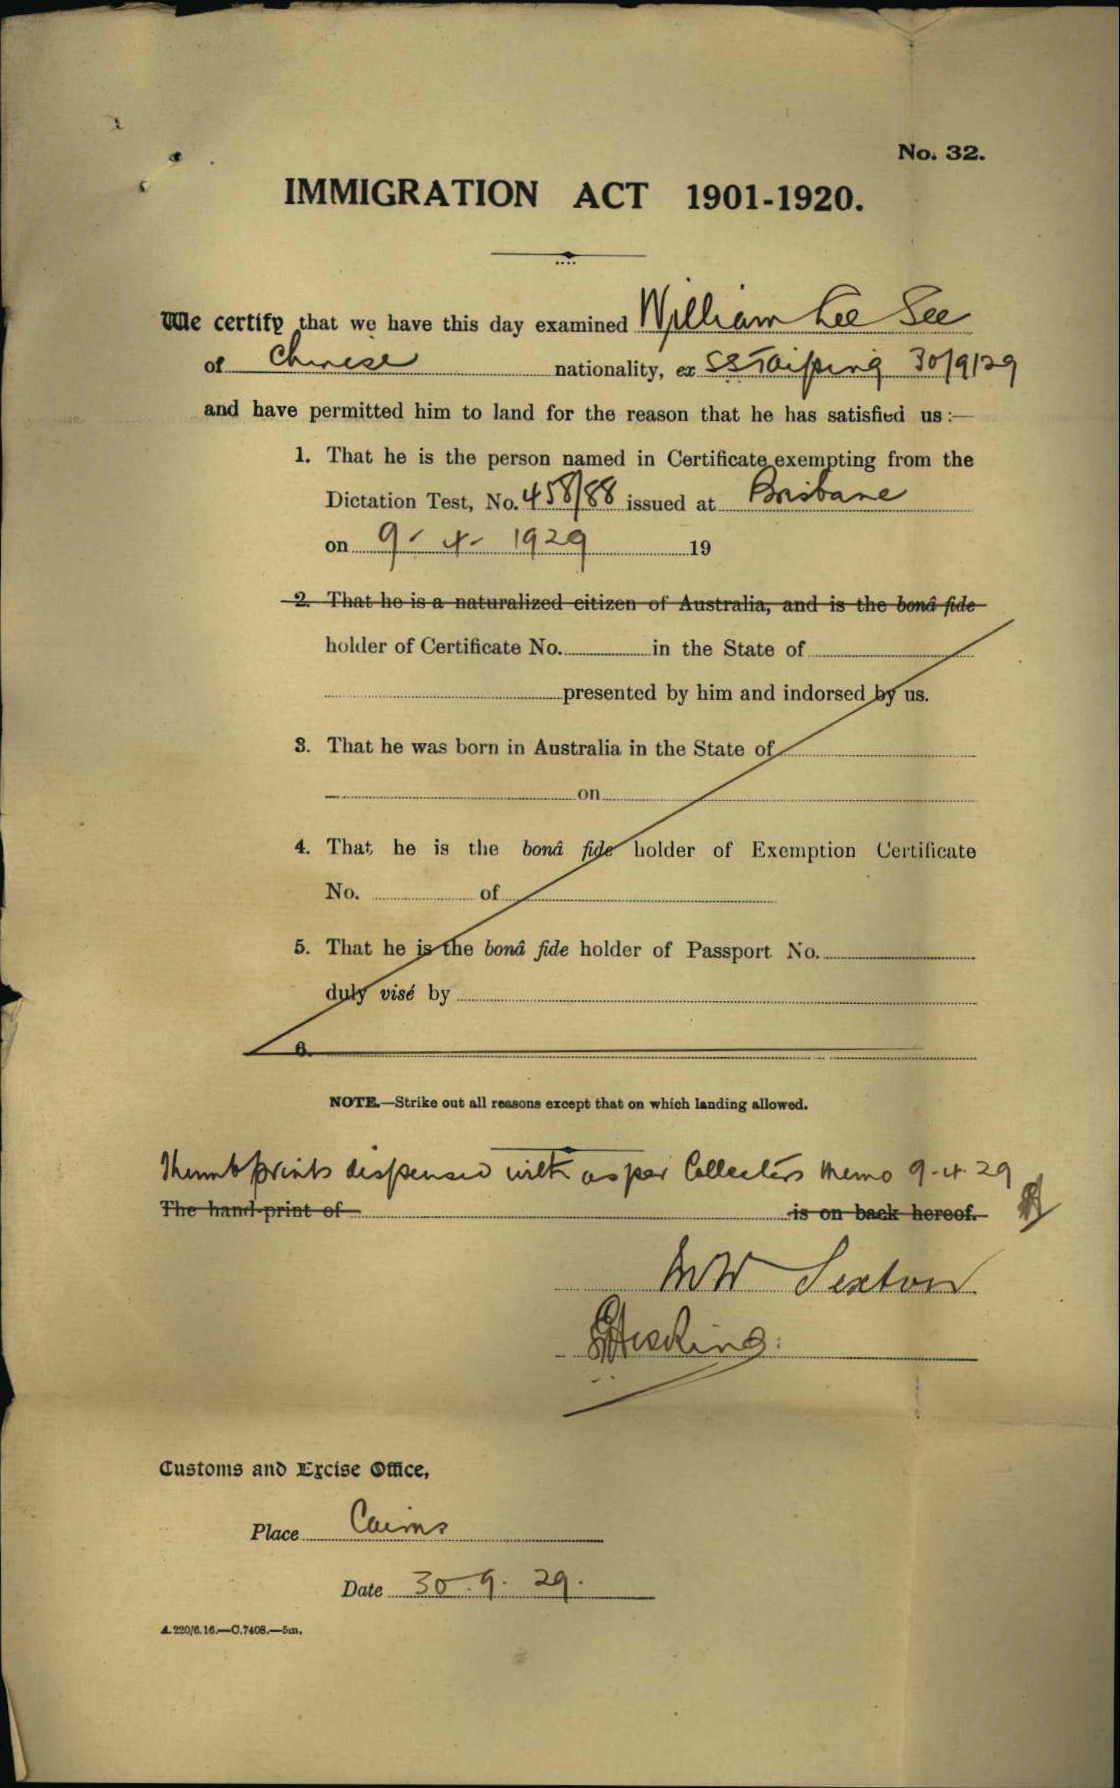 No. 32.
IMMIGRATION ACT 1901-1920.
We certify that we have this day examined William Lee See
of Chinese nationality, ex SS Taiping 30/9/29
and have permitted him to land for the reason that he has satisfied us :—
1. That he is the person named in Certificate exempting from the
Dictation Test, No. 458/88 issued at Brisbane
on 9-4-1929 19
2. That he is a naturalized citizen of Australia, and is the bonâ fide
holder of Certificate No. in the State of
presented by him and indorsed by us.
3. That he was born in Australia in the State of
on
4. That he is the bonâ fide holder of Exemption Certificate
No. of
5. That he is the bonâ fide holder of Passport No.
duly visé by
6.
NOTE.—Strike out all reasons except that on which landing allowed.
Thumbprints dispensed with as per Collectors memo 9-4-29
The hand-print of is on back hereof.
Sexton
Customs and Excise Office,
Place Cairns
Date 30.9.29.
A.220/6.16.—C.7408.—5m.